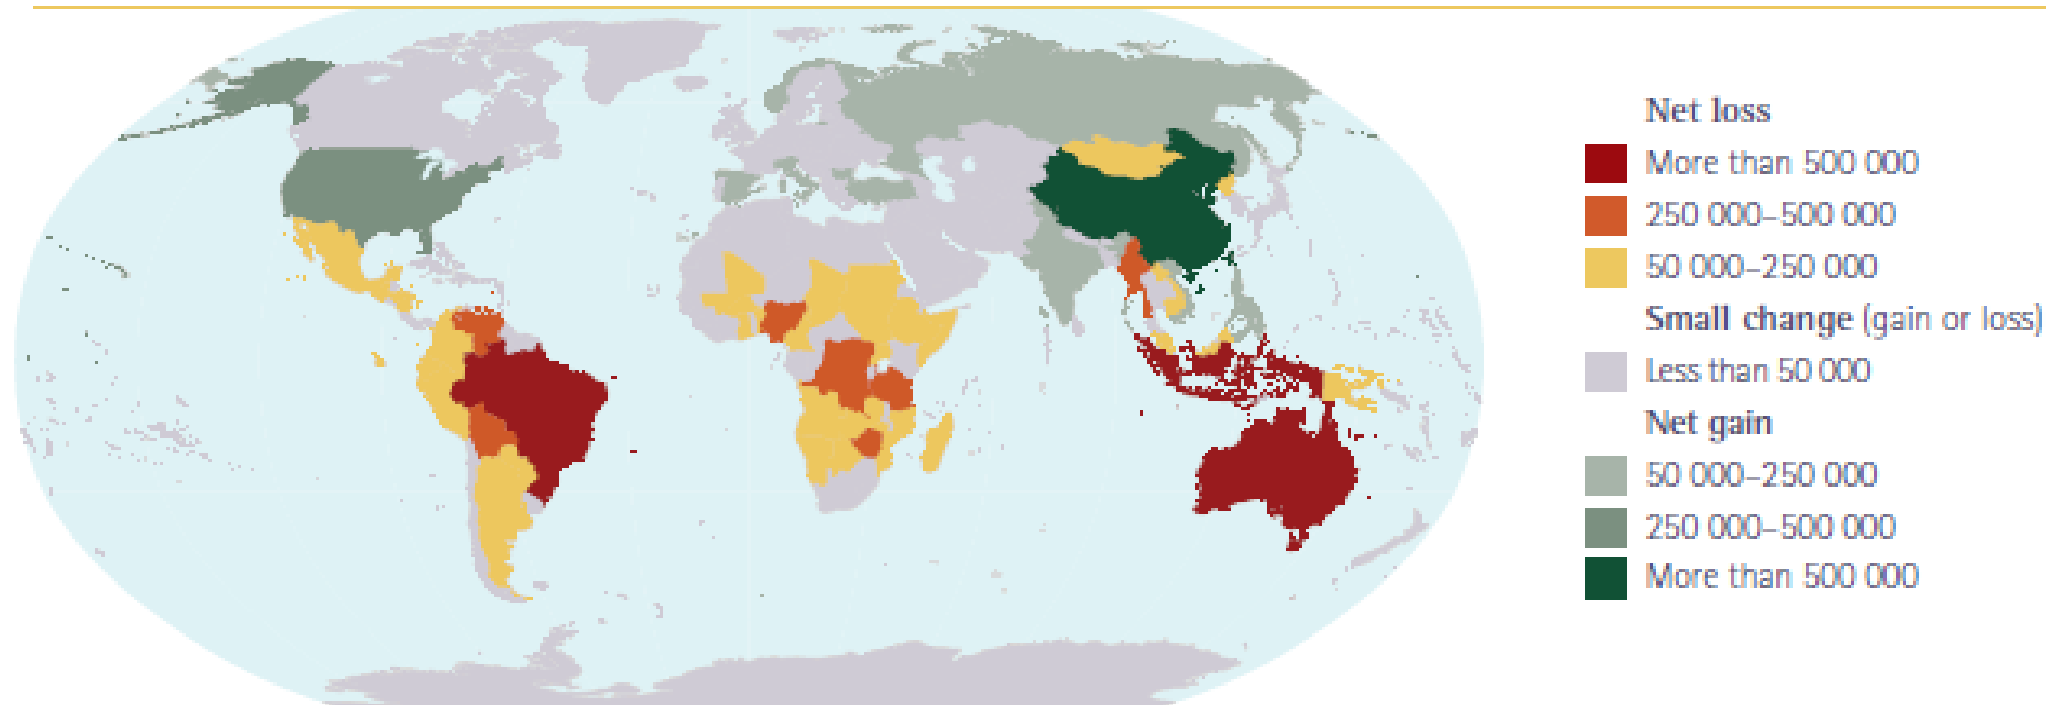 Net loss
More than 500 000
250 000–500 000
50 000–250 000
Small change (gain or loss)
Less than 50 000
Net gain
50 000–250 000
250 000–500 000
More than 500 000